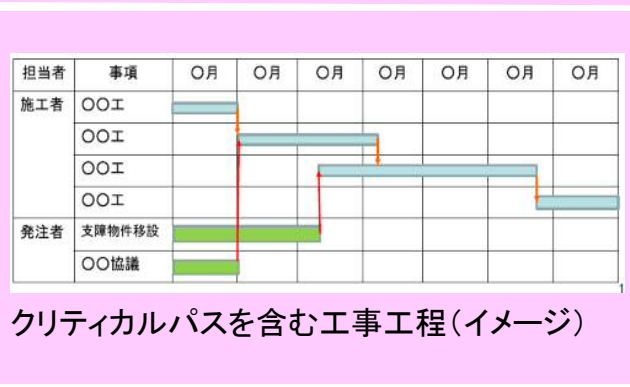 担当者 事項 〇月 〇月 〇月 〇月 〇月 〇月 〇月
施工者 〇〇工
〇〇工
〇〇工
〇〇工
発注者 支障物件移設
〇〇協議
1
クリティカルパスを含む工事工程(イメージ)